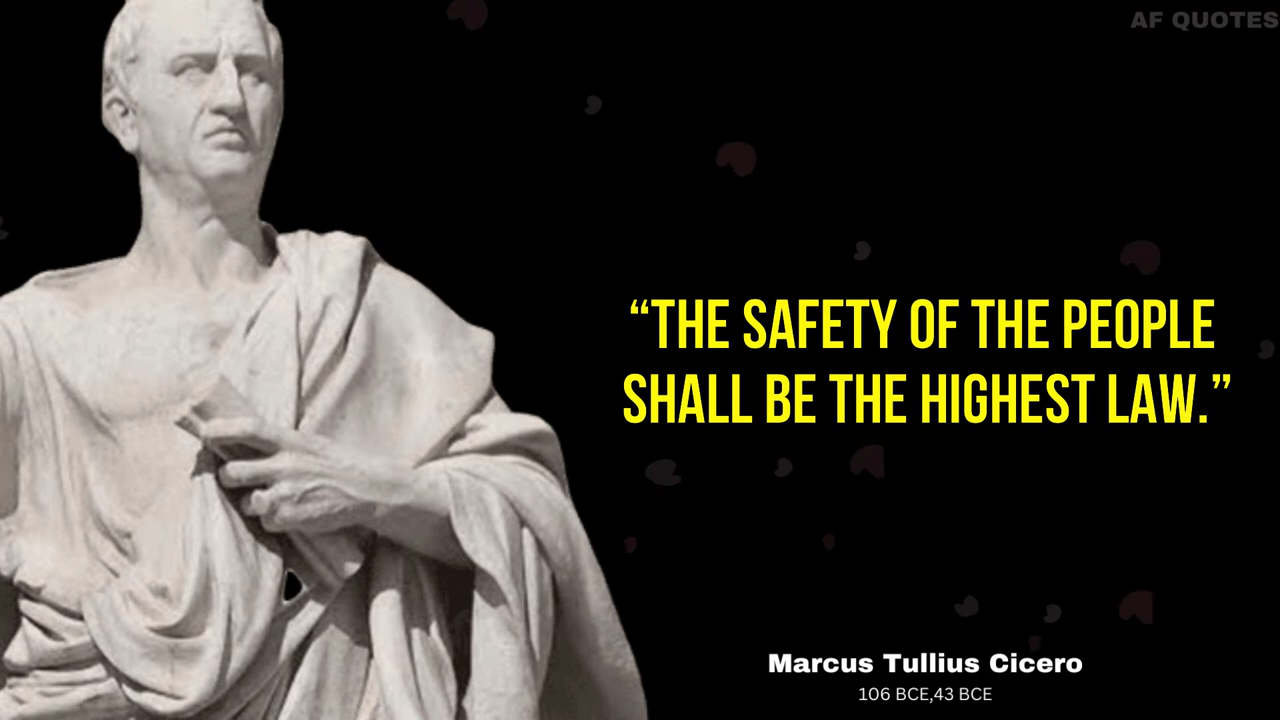 AF QUOTES
“THE SAFETY OF THE PEOPLE
SHALL BE THE HIGHEST LAW.”
Marcus Tullius Cicero
106 BCE,43 BCE